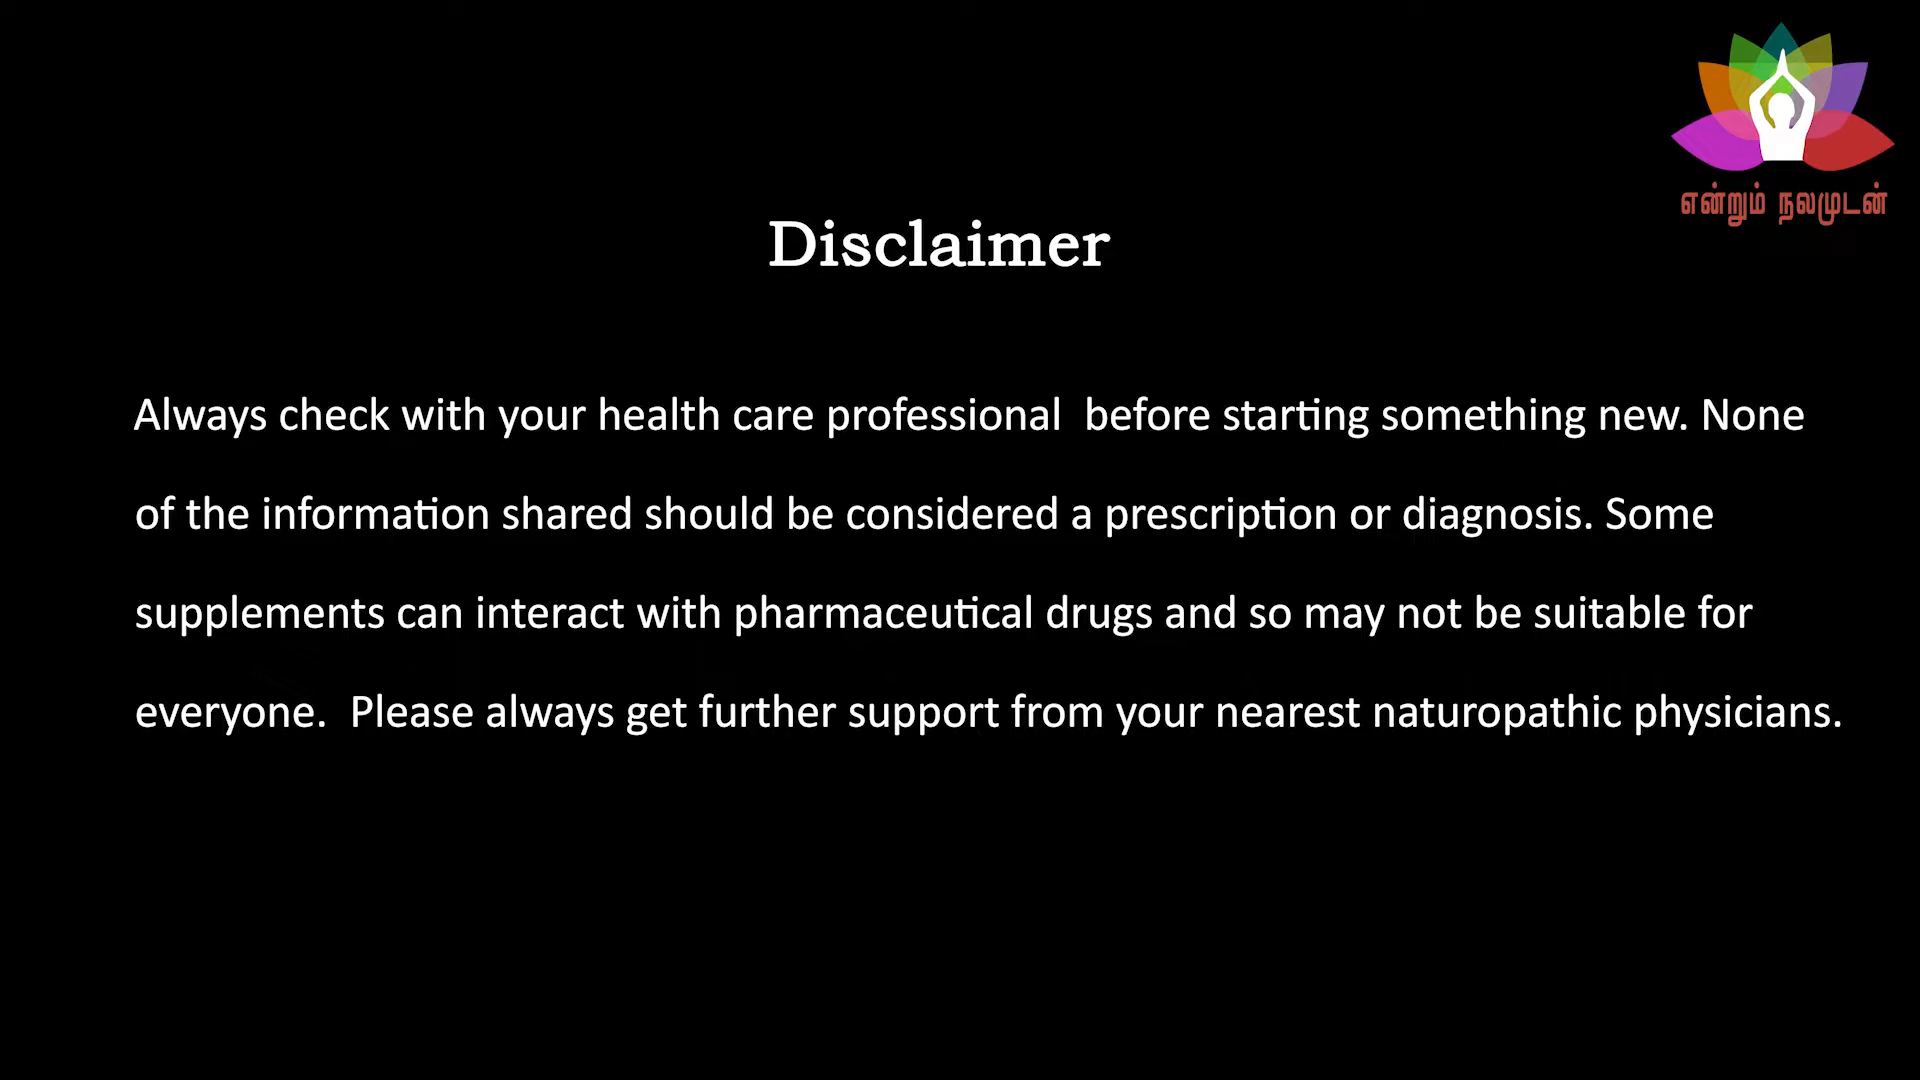 என்றும் நலமுடன்
Disclaimer
Always check with your health care professional  before starting something new. None
of the information shared should be considered a prescription or diagnosis. Some
supplements can interact with pharmaceutical drugs and so may not be suitable for
everyone.  Please always get further support from your nearest naturopathic physicians.